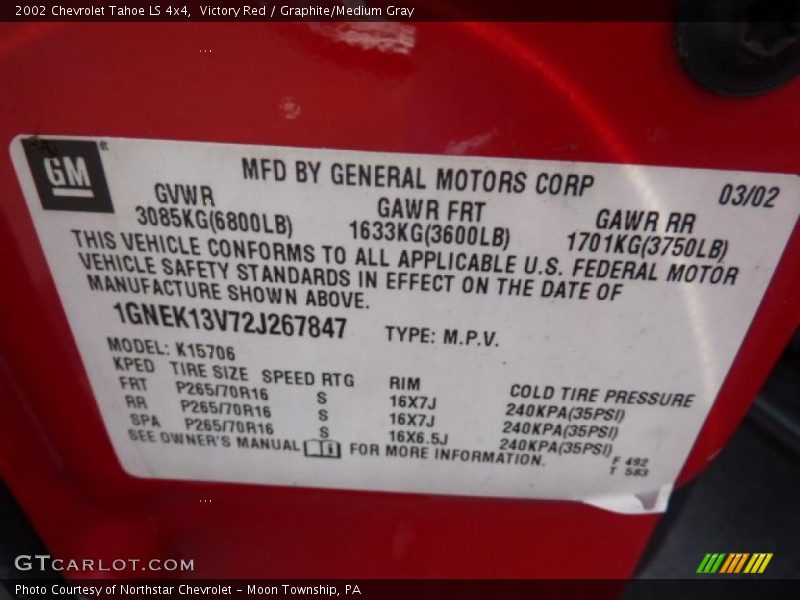 2002 Chevrolet Tahoe LS 4x4, Victory Red / Graphite/Medium Gray
GM
MFD BY GENERAL MOTORS CORP
03/02
GVWR GAWR FRT GAWR RR
3085KG(6800LB) 1633KG(3600LB) 1701KG(3750LB)
THIS VEHICLE CONFORMS TO ALL APPLICABLE U.S. FEDERAL MOTOR
VEHICLE SAFETY STANDARDS IN EFFECT ON THE DATE OF
MANUFACTURE SHOWN ABOVE.
1GNEK13V72J267847 TYPE: M.P.V.
MODEL: K15706
KPED TIRE SIZE SPEED RTG RIM COLD TIRE PRESSURE
FRT P265/70R16 S 16X7J 240KPA(35PSI)
RR P265/70R16 S 16X7J 240KPA(35PSI)
SPA P265/70R16 S 16X6.5J 240KPA(35PSI)
SEE OWNER'S MANUAL FOR MORE INFORMATION.
F 492
T 583
GTCARLOT.COM
Photo Courtesy of Northstar Chevrolet - Moon Township, PA